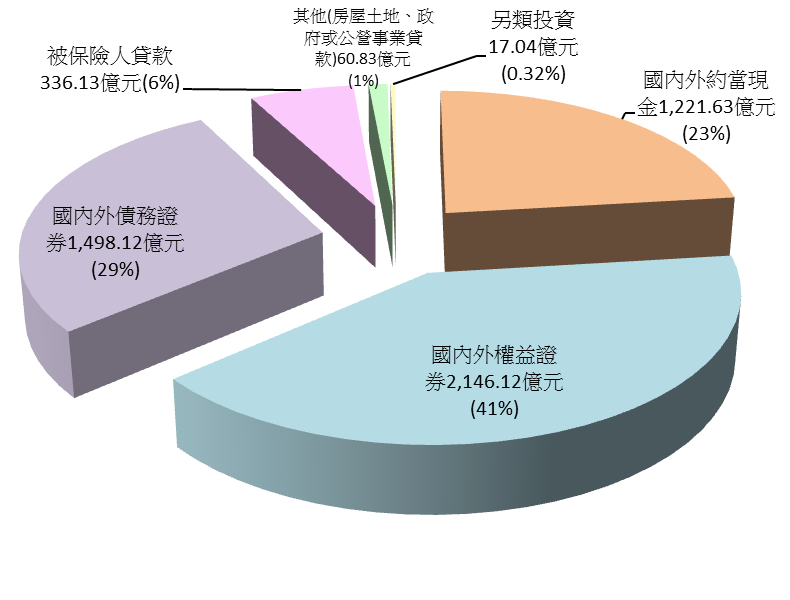 其他(房屋土地、政
府或公營事業貸
款)60.83億元
(1%)
另類投資
17.04億元
(0.32%)
被保險人貸款
336.13億元(6%)
國內外約當現
金1,221.63億元
(23%)
國內外債務證
券1,498.12億元
(29%)
國內外權益證
券2,146.12億元
(41%)